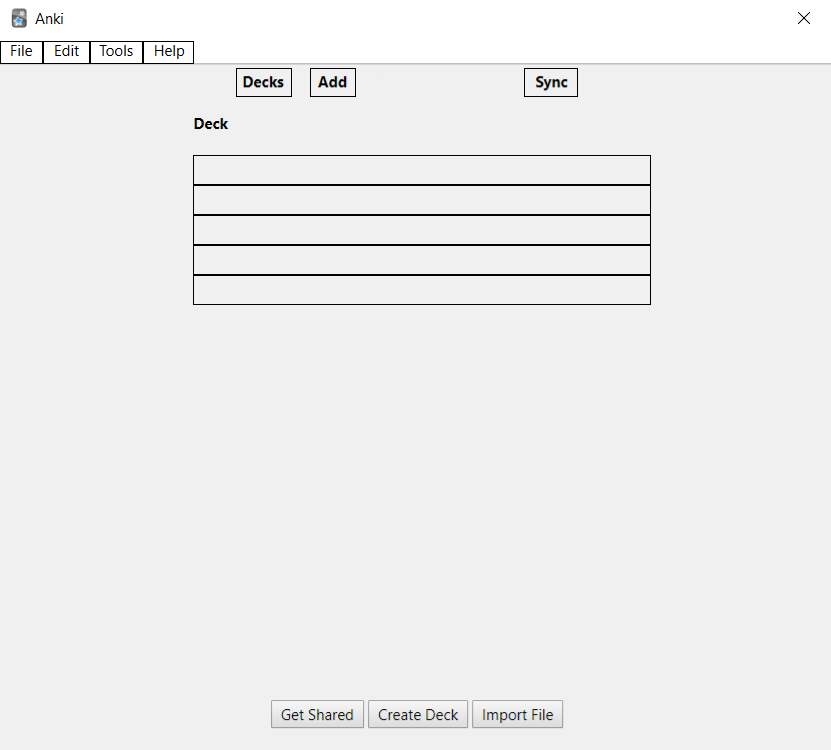 Anki
File Edit Tools Help
Decks Add Sync
Deck
Get Shared Create Deck Import File